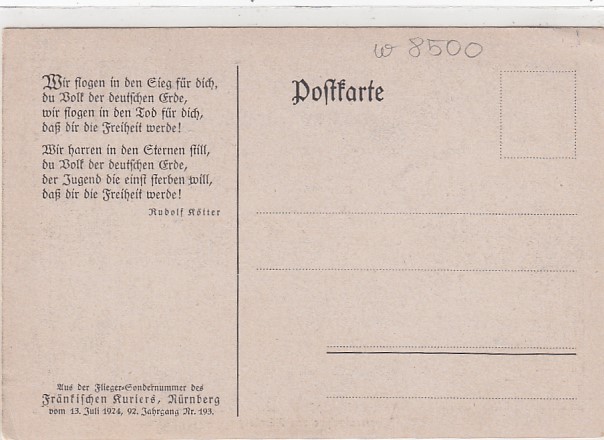 w 8500
Wir flogen in den Sieg für dich,
du Volk der deutschen Erde,
wir flogen in den Tod für dich,
daß dir die Freiheit werde!
Wir harren in den Sternen still,
du Volk der deutschen Erde,
der Jugend die einst sterben will,
daß dir die Freiheit werde!
Rudolf Kötter
Postkarte
Aus der Flieger-Sondernummer des
Fränkischen Kuriers, Nürnberg
vom 13. Juli 1924, 92. Jahrgang Nr. 193.